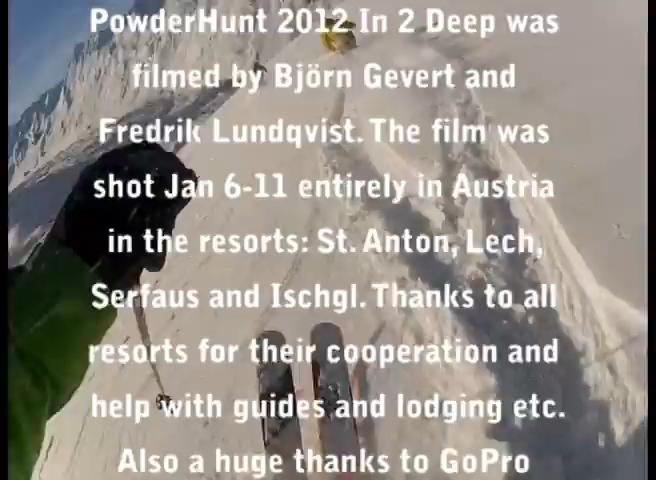 PowderHunt 2012 In 2 Deep was
filmed by Björn Gevert and
Fredrik Lundqvist. The film was
shot Jan 6-11 entirely in Austria
in the resorts: St. Anton, Lech,
Serfaus and Ischgl. Thanks to all
resorts for their cooperation and
help with guides and lodging etc.
Also a huge thanks to GoPro